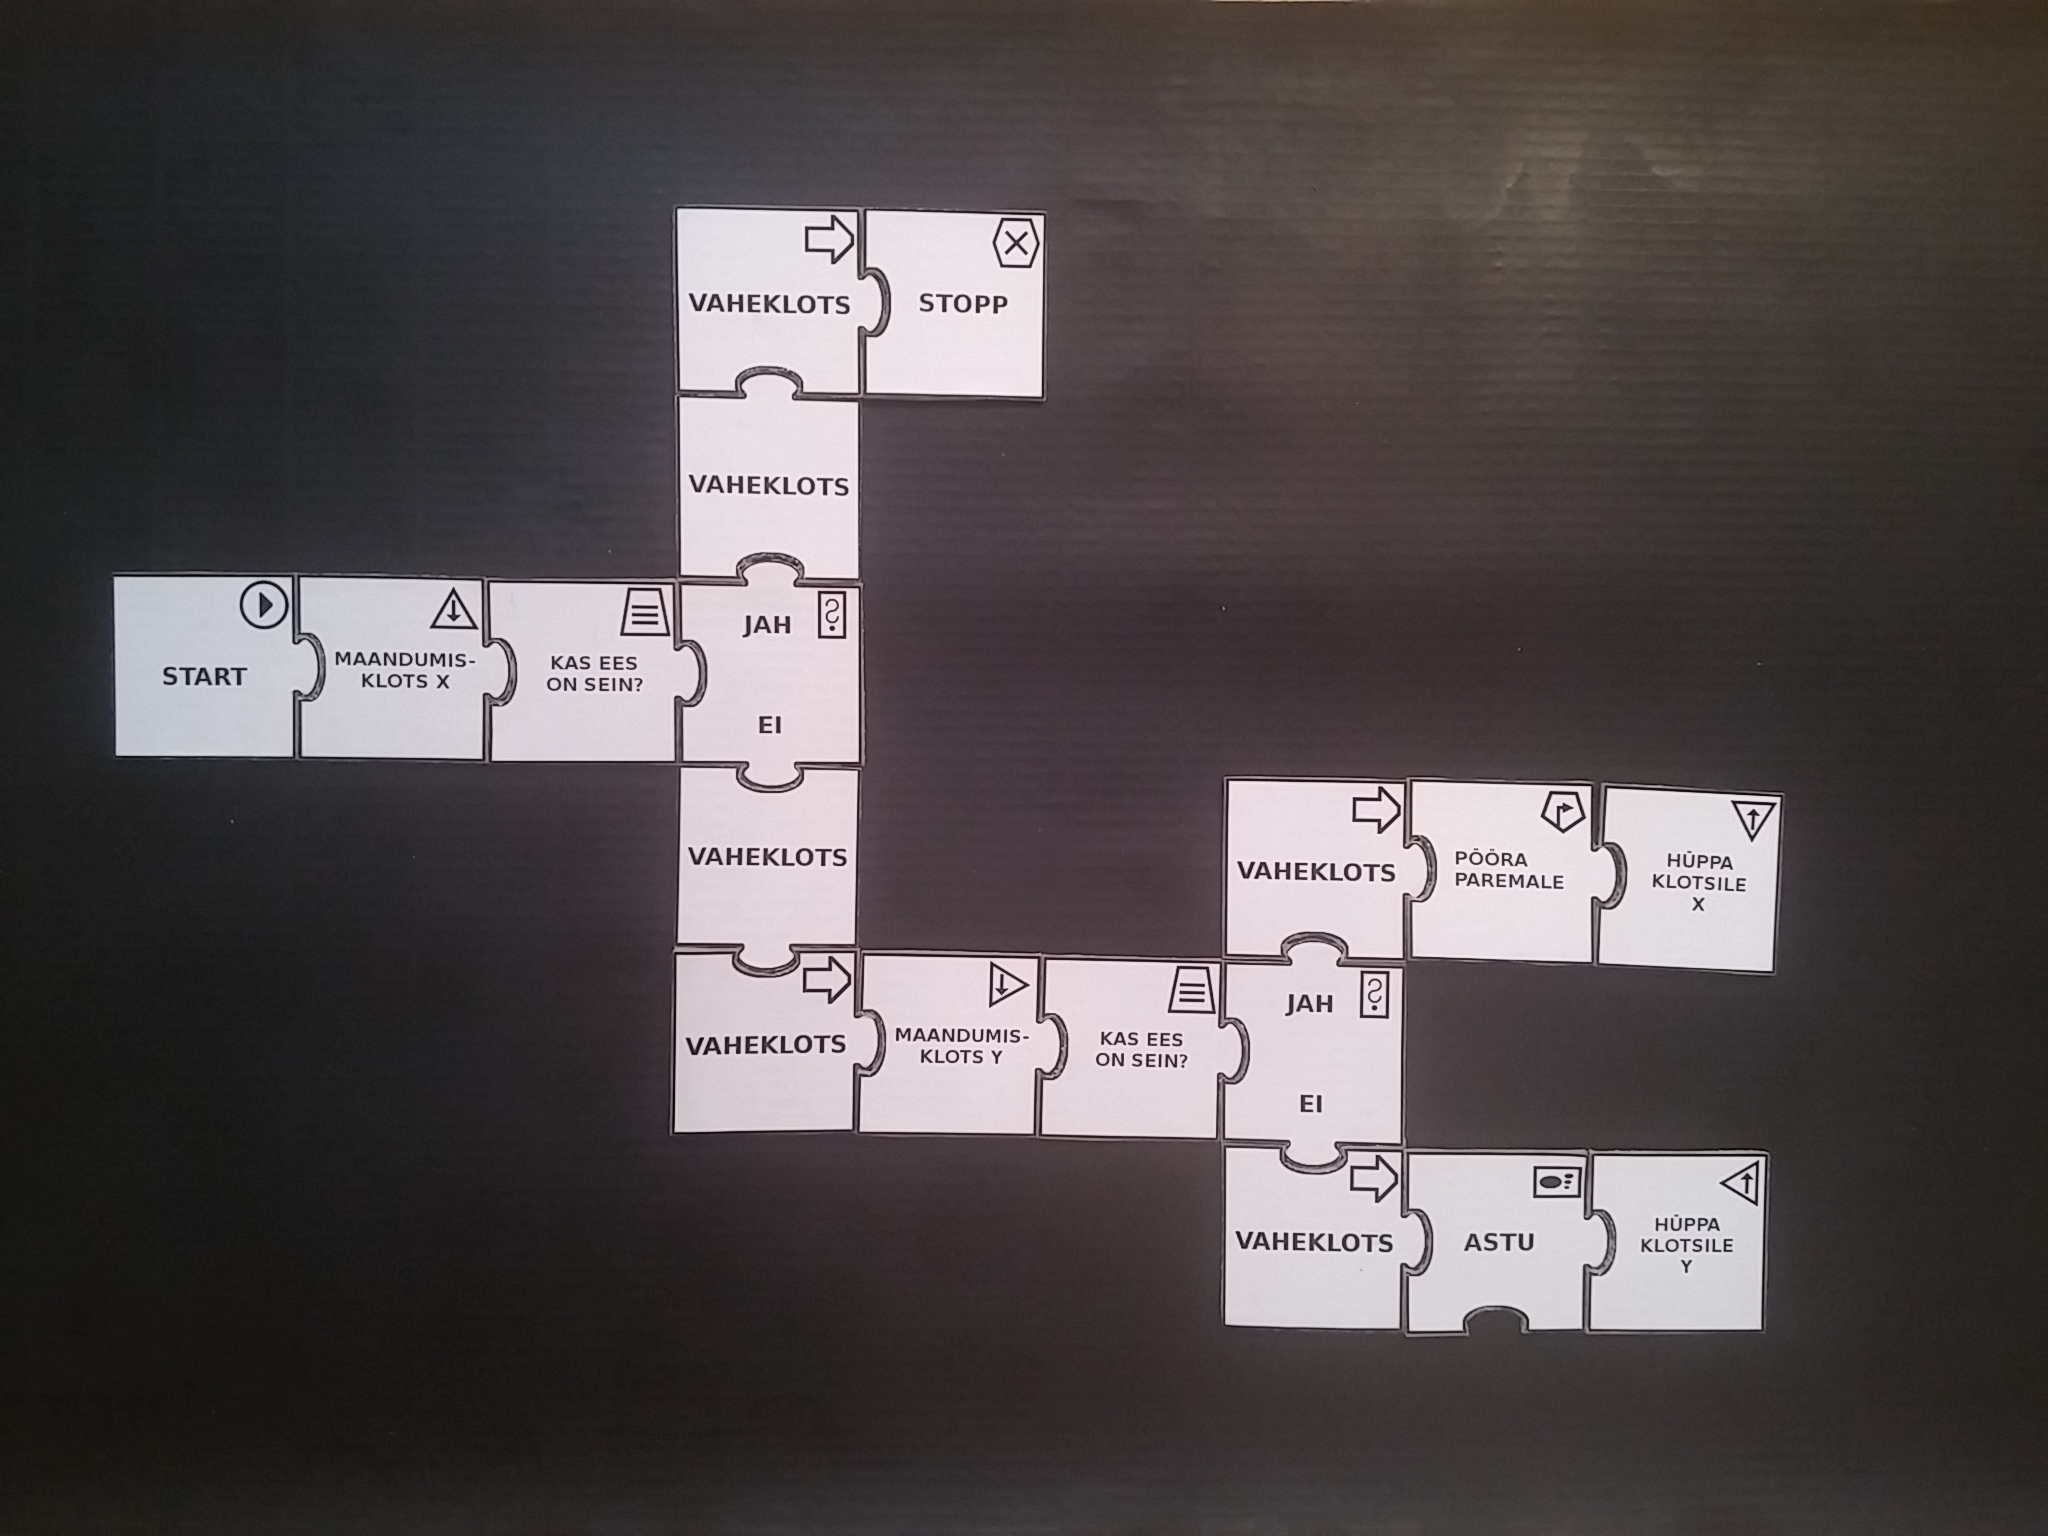 VAHEKLOTS
STOPP
VAHEKLOTS
START
MAANDUMIS-
KLOTS X
KAS EES
ON SEIN?
JAH
EI
VAHEKLOTS
VAHEKLOTS
MAANDUMIS-
KLOTS Y
KAS EES
ON SEIN?
JAH
EI
VAHEKLOTS
PÖÖRA
PAREMALE
HÜPPA
KLOTSILE
X
VAHEKLOTS
ASTU
HÜPPA
KLOTSILE
Y